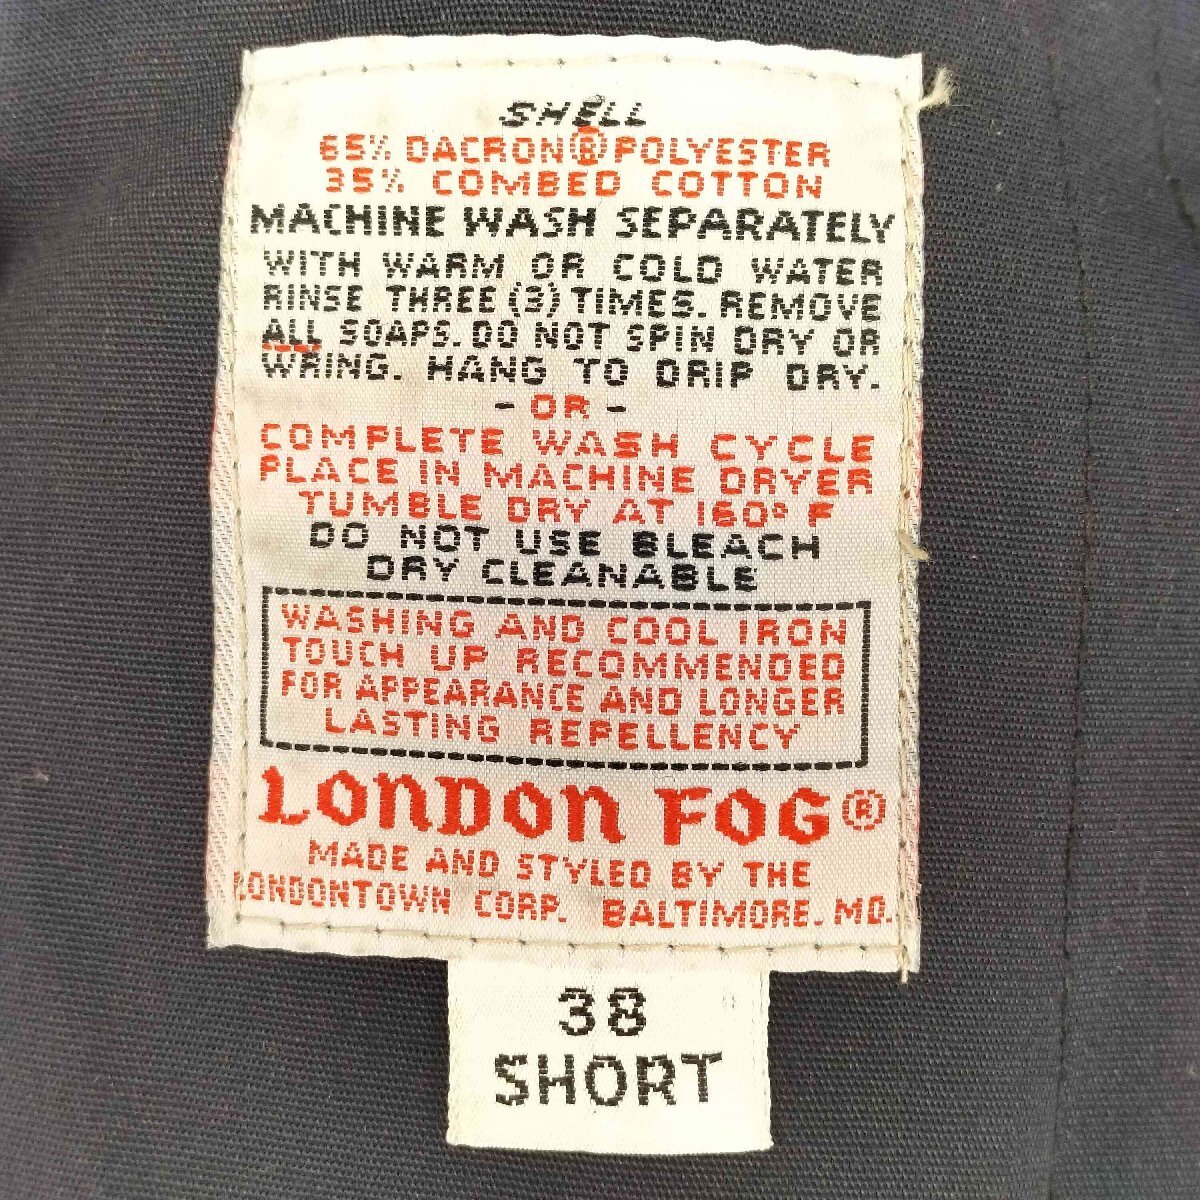 SHELL
65% DACRON® POLYESTER
35% COMBED COTTON
MACHINE WASH SEPARATELY
WITH WARM OR COLD WATER
RINSE THREE (3) TIMES. REMOVE
ALL SOAPS. DO NOT SPIN DRY OR
WRING. HANG TO DRIP DRY.
- OR -
COMPLETE WASH CYCLE
PLACE IN MACHINE DRYER
TUMBLE DRY AT 160° F
DO NOT USE BLEACH
DRY CLEANABLE
WASHING AND COOL IRON
TOUCH UP RECOMMENDED
FOR APPEARANCE AND LONGER
LASTING REPELLENCY
LONDON FOG®
MADE AND STYLED BY THE
LONDONTOWN CORP. BALTIMORE. MD.
38
SHORT